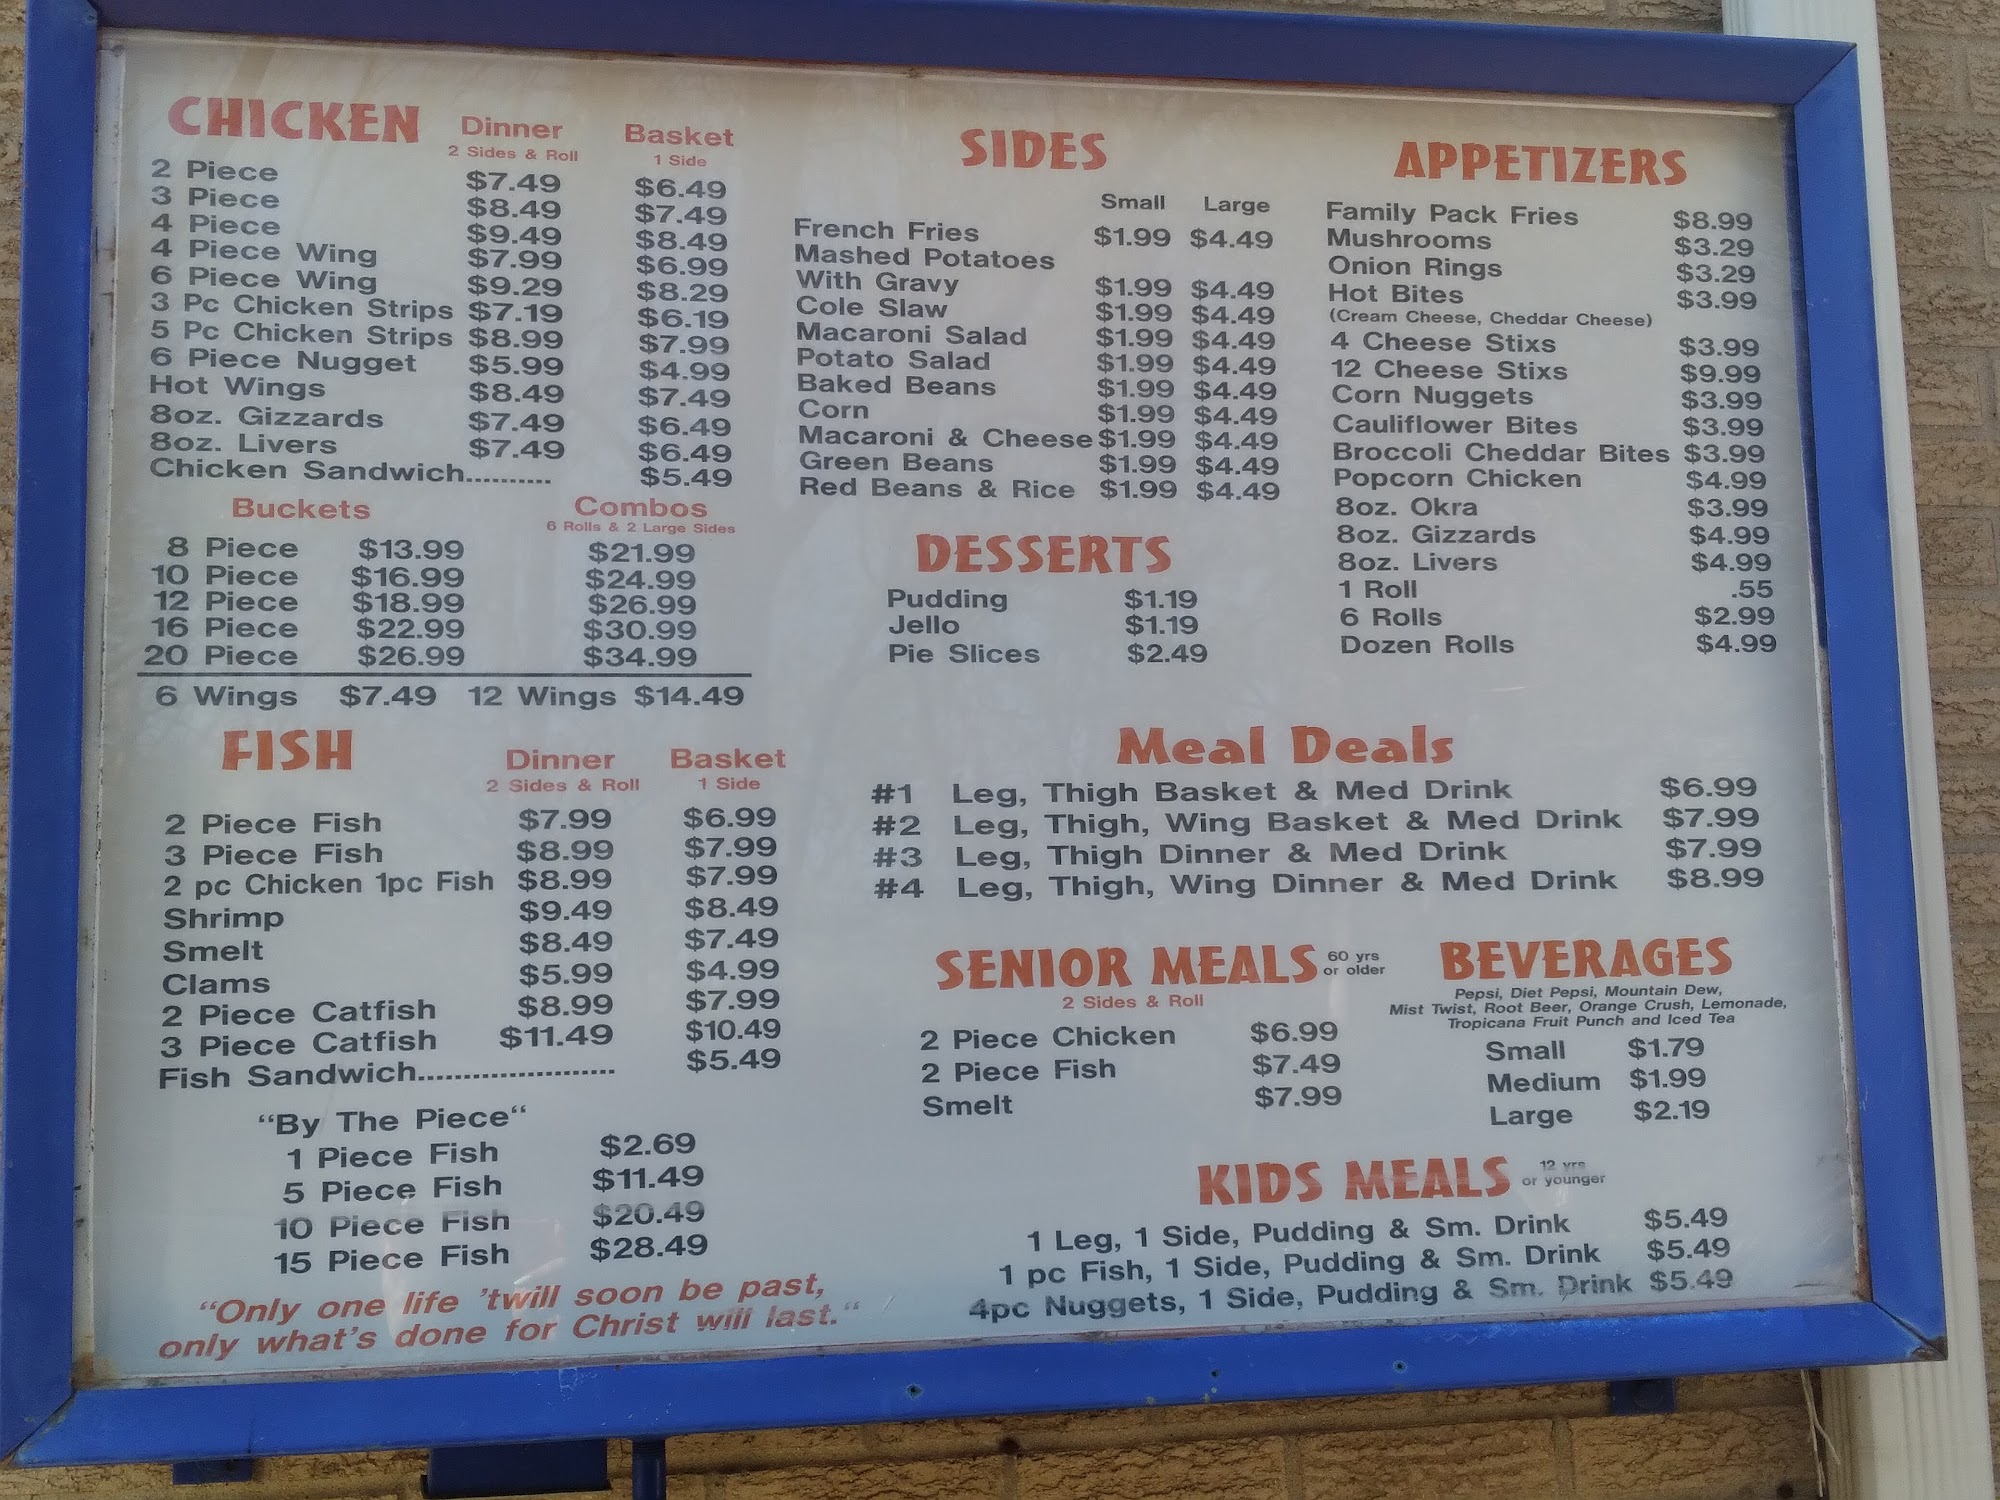 CHICKEN Dinner Basket
2 Sides & Roll 1 Side
2 Piece $7.49 $6.49
3 Piece $8.49 $7.49
4 Piece $9.49 $8.49
4 Piece Wing $7.99 $6.99
6 Piece Wing $9.29 $8.29
3 Pc Chicken Strips $7.19 $6.19
5 Pc Chicken Strips $8.99 $7.99
6 Piece Nugget $5.99 $4.99
Hot Wings $8.49 $7.49
8oz. Gizzards $7.49 $6.49
8oz. Livers $7.49 $6.49
Chicken Sandwich.......... $5.49
Buckets Combos
6 Rolls & 2 Large Sides
8 Piece $13.99 $21.99
10 Piece $16.99 $24.99
12 Piece $18.99 $26.99
16 Piece $22.99 $30.99
20 Piece $26.99 $34.99
6 Wings $7.49 12 Wings $14.49
FISH Dinner Basket
2 Sides & Roll 1 Side
2 Piece Fish $7.99 $6.99
3 Piece Fish $8.99 $7.99
2 pc Chicken 1pc Fish $8.99 $7.99
Shrimp $9.49 $8.49
Smelt $8.49 $7.49
Clams $5.99 $4.99
2 Piece Catfish $8.99 $7.99
3 Piece Catfish $11.49 $10.49
Fish Sandwich....................... $5.49
“By The Piece“
1 Piece Fish $2.69
5 Piece Fish $11.49
10 Piece Fish $20.49
15 Piece Fish $28.49
“Only one life ’twill soon be past,
only what’s done for Christ will last.“
SIDES
Small Large
French Fries $1.99 $4.49
Mashed Potatoes
With Gravy $1.99 $4.49
Cole Slaw $1.99 $4.49
Macaroni Salad $1.99 $4.49
Potato Salad $1.99 $4.49
Baked Beans $1.99 $4.49
Corn $1.99 $4.49
Macaroni & Cheese $1.99 $4.49
Green Beans $1.99 $4.49
Red Beans & Rice $1.99 $4.49
DESSERTS
Pudding $1.19
Jello $1.19
Pie Slices $2.49
APPETIZERS
Family Pack Fries $8.99
Mushrooms $3.29
Onion Rings $3.29
Hot Bites $3.99
(Cream Cheese, Cheddar Cheese)
4 Cheese Stixs $3.99
12 Cheese Stixs $9.99
Corn Nuggets $3.99
Cauliflower Bites $3.99
Broccoli Cheddar Bites $3.99
Popcorn Chicken $4.99
8oz. Okra $3.99
8oz. Gizzards $4.99
8oz. Livers $4.99
1 Roll .55
6 Rolls $2.99
Dozen Rolls $4.99
Meal Deals
#1 Leg, Thigh Basket & Med Drink $6.99
#2 Leg, Thigh, Wing Basket & Med Drink $7.99
#3 Leg, Thigh Dinner & Med Drink $7.99
#4 Leg, Thigh, Wing Dinner & Med Drink $8.99
SENIOR MEALS 60 yrs
or older
2 Sides & Roll
2 Piece Chicken $6.99
2 Piece Fish $7.49
Smelt $7.99
BEVERAGES
Pepsi, Diet Pepsi, Mountain Dew,
Mist Twist, Root Beer, Orange Crush, Lemonade,
Tropicana Fruit Punch and Iced Tea
Small $1.79
Medium $1.99
Large $2.19
KIDS MEALS 12 yrs
or younger
1 Leg, 1 Side, Pudding & Sm. Drink $5.49
1 pc Fish, 1 Side, Pudding & Sm. Drink $5.49
4pc Nuggets, 1 Side, Pudding & Sm. Drink $5.49